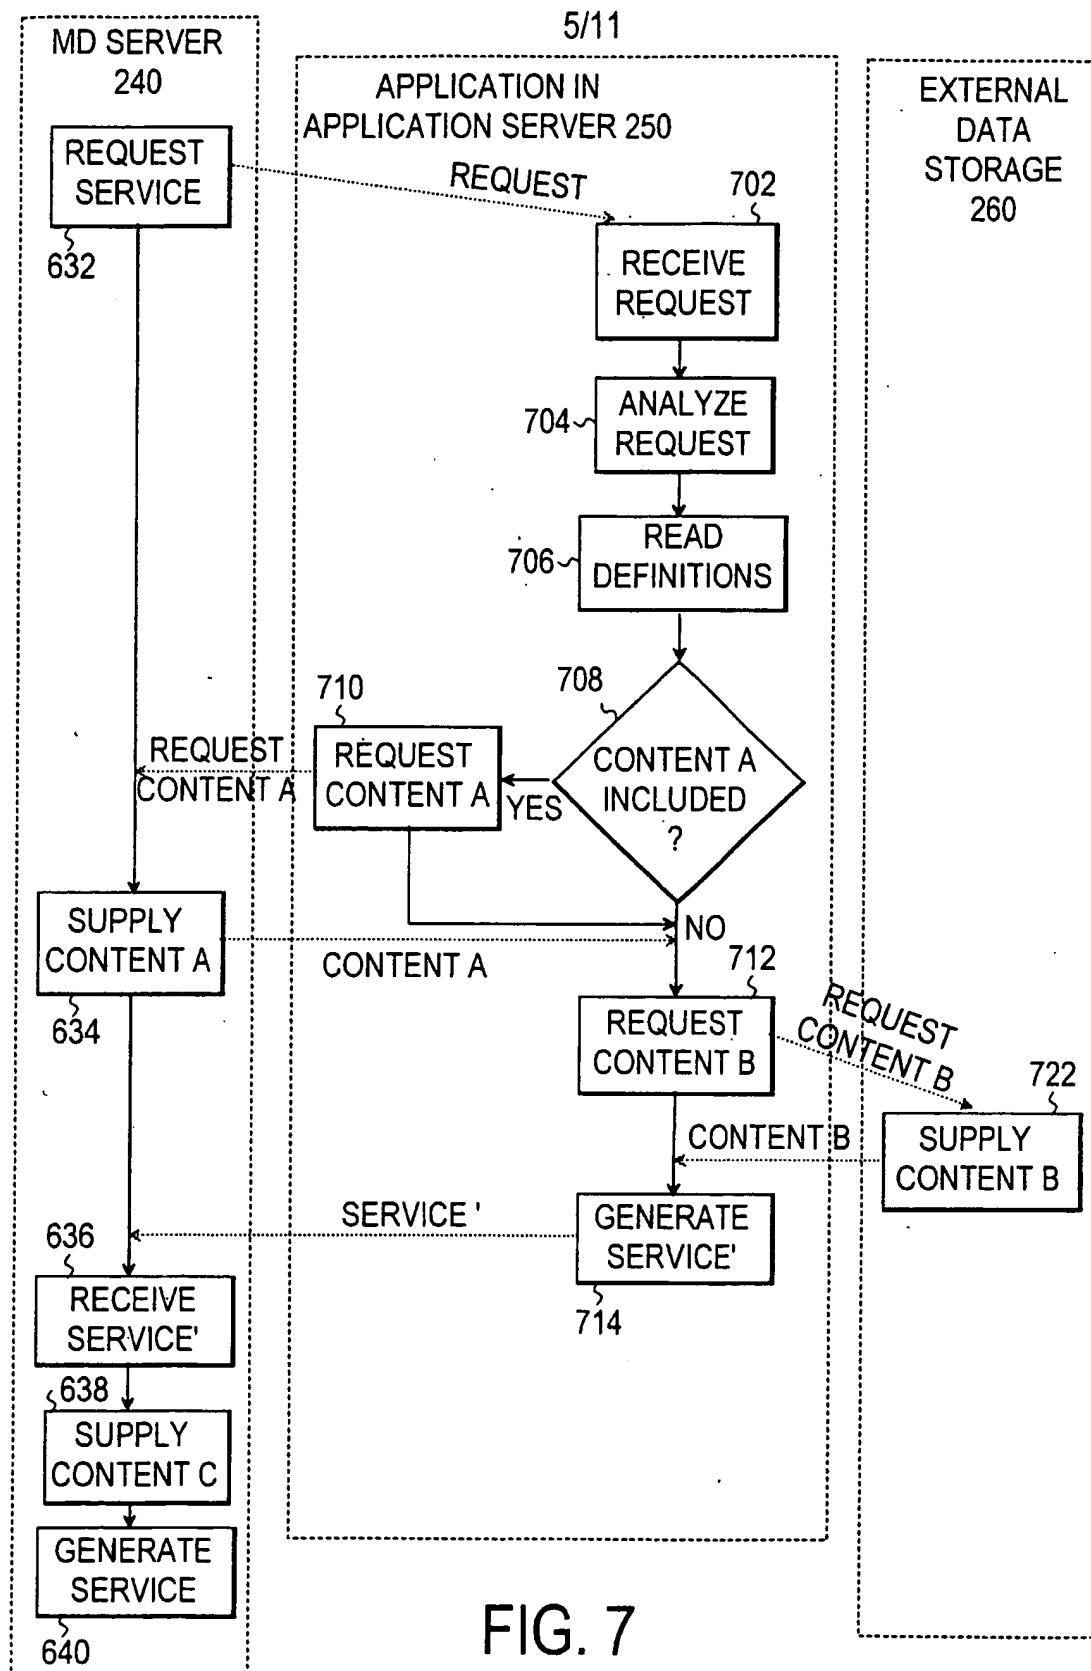 5/11
MD SERVER
240
APPLICATION IN
APPLICATION SERVER 250
EXTERNAL
DATA
STORAGE
260
REQUEST
SERVICE
632
REQUEST
702
RECEIVE
REQUEST
704
ANALYZE
REQUEST
706
READ
DEFINITIONS
708
CONTENT A
INCLUDED
?
YES
NO
710
REQUEST
CONTENT A
REQUEST
CONTENT A
SUPPLY
CONTENT A
634
CONTENT A
712
REQUEST
CONTENT B
REQUEST
CONTENT B
722
SUPPLY
CONTENT B
CONTENT B
GENERATE
SERVICE'
714
SERVICE '
636
RECEIVE
SERVICE'
638
SUPPLY
CONTENT C
GENERATE
SERVICE
640
FIG. 7